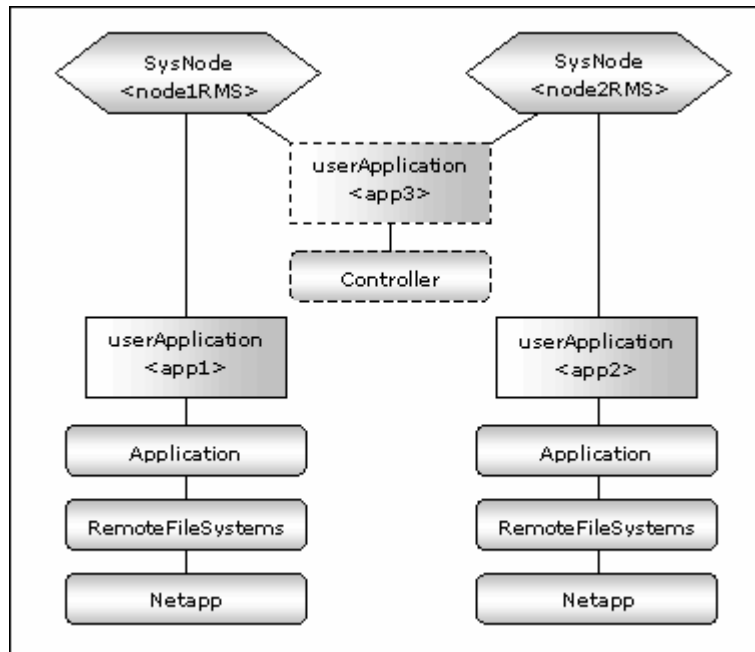 SysNode
<node1RMS>
SysNode
<node2RMS>
userApplication
<app3>
Controller
userApplication
<app1>
userApplication
<app2>
Application
Application
RemoteFileSystems
RemoteFileSystems
Netapp
Netapp